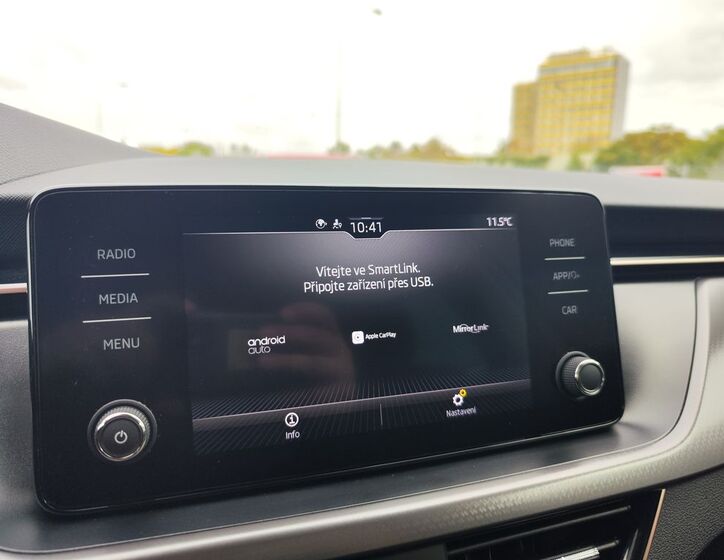 10:41
11.5°C
RADIO
MEDIA
MENU
Vítejte ve SmartLink.
Připojte zařízení přes USB.
android
auto
Apple CarPlay
MirrorLink
Info
Nastavení
PHONE
APP/
CAR